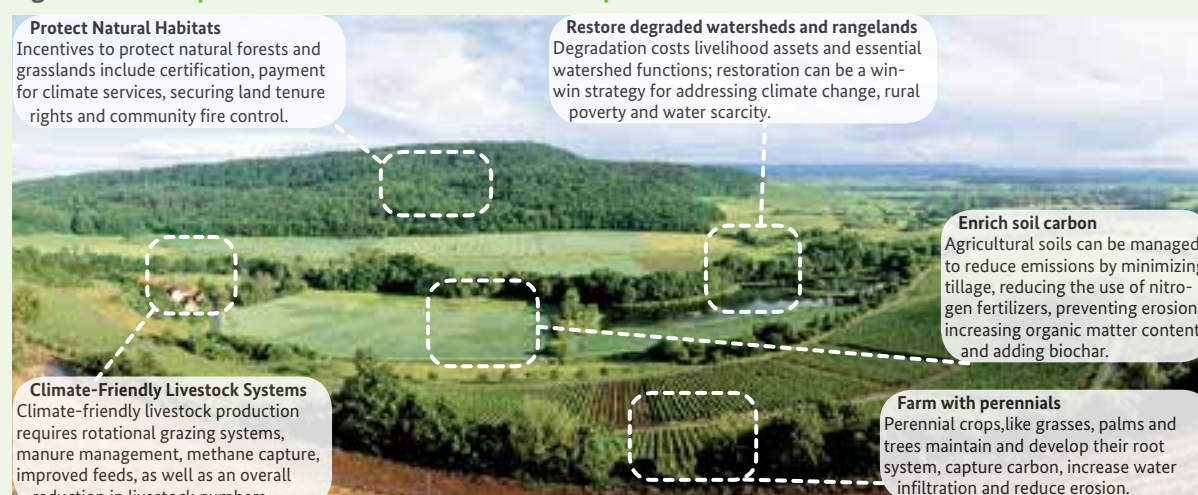 Protect Natural Habitats
Incentives to protect natural forests and
grasslands include certification, payment
for climate services, securing land tenure
rights and community fire control.
Restore degraded watersheds and rangelands
Degradation costs livelihood assets and essential
watershed functions; restoration can be a win-
win strategy for addressing climate change, rural
poverty and water scarcity.
Enrich soil carbon
Agricultural soils can be managed
to reduce emissions by minimizing
tillage, reducing the use of nitro-
gen fertilizers, preventing erosion
increasing organic matter content
and adding biochar.
Climate-Friendly Livestock Systems
Climate-friendly livestock production
requires rotational grazing systems,
manure management, methane capture,
improved feeds, as well as an overall
reduction in livestock numbers
Farm with perennials
Perennial crops,like grasses, palms and
trees maintain and develop their root
system, capture carbon, increase water
infiltration and reduce erosion.